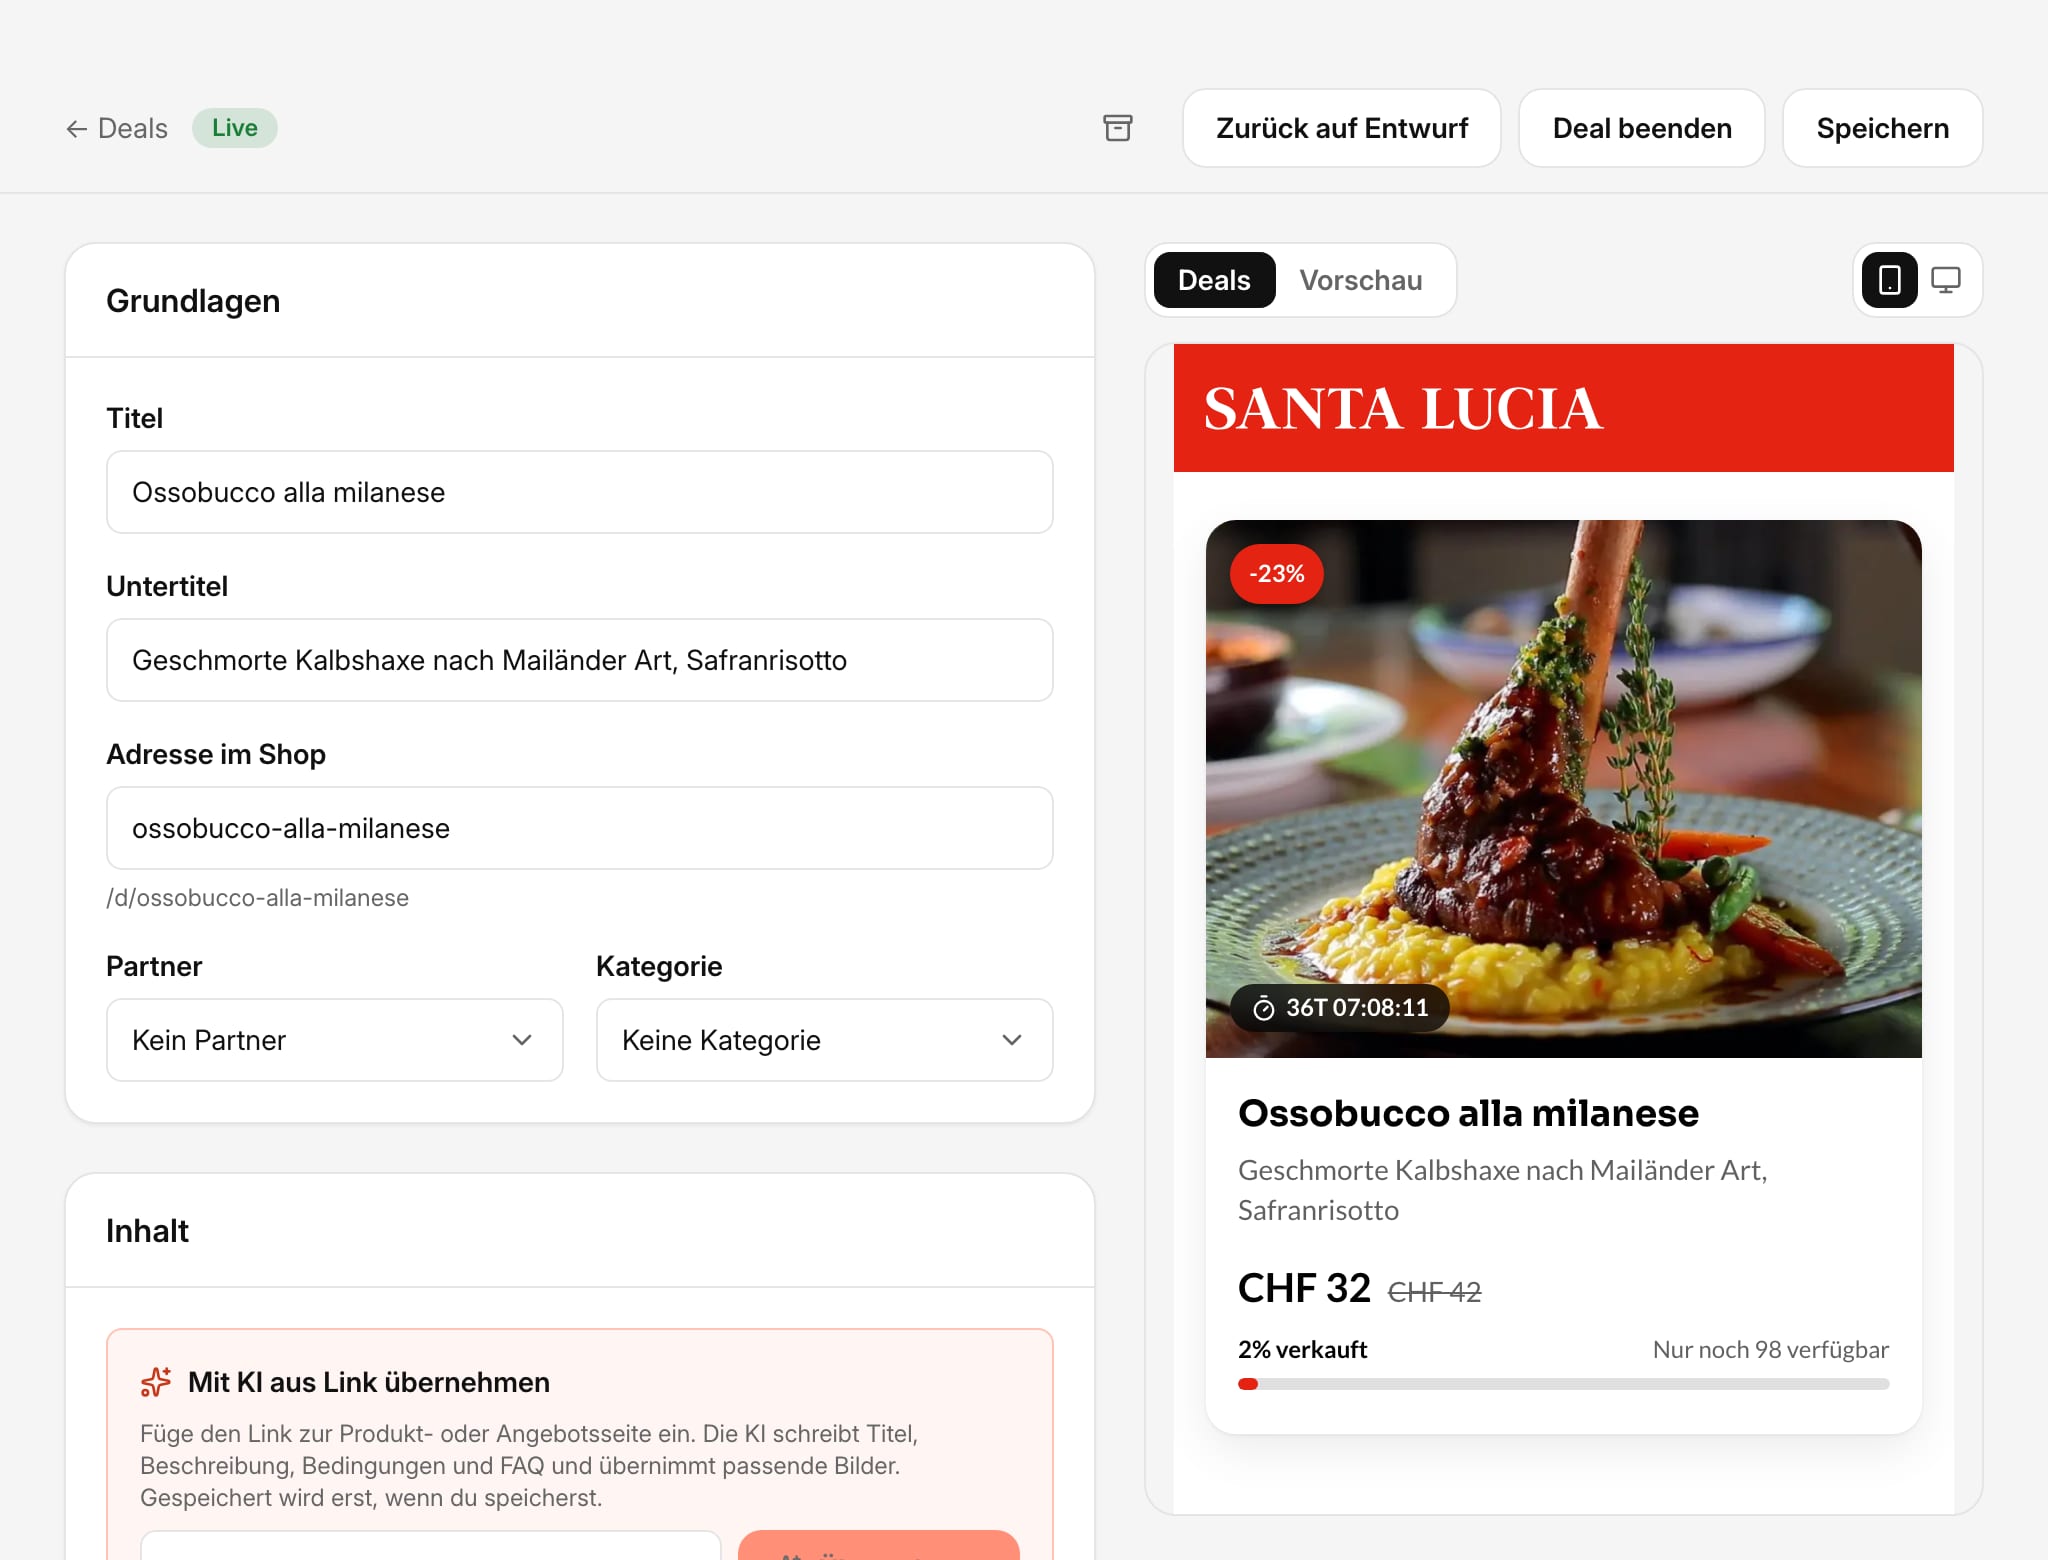 Deals
Live
Zurück auf Entwurf
Deal beenden
Speichern
Grundlagen
Titel
Ossobucco alla milanese
Untertitel
Geschmorte Kalbshaxe nach Mailänder Art, Safranrisotto
Adresse im Shop
ossobucco-alla-milanese
/d/ossobucco-alla-milanese
Partner
Kategorie
Kein Partner
Keine Kategorie
Inhalt
Mit KI aus Link übernehmen
Füge den Link zur Produkt- oder Angebotsseite ein. Die KI schreibt Titel,
Beschreibung, Bedingungen und FAQ und übernimmt passende Bilder.
Gespeichert wird erst, wenn du speicherst.
Deals
Vorschau
SANTA LUCIA
-23%
36T 07:08:11
Ossobucco alla milanese
Geschmorte Kalbshaxe nach Mailänder Art,
Safranrisotto
CHF 32 CHF 42
2% verkauft
Nur noch 98 verfügbar